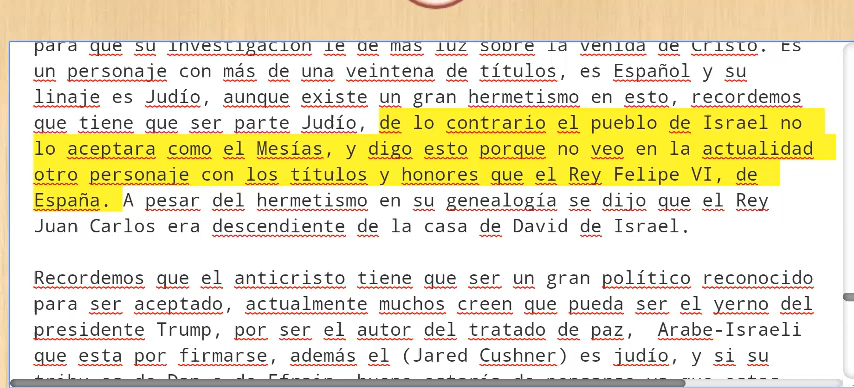 para que su investigación le de más luz sobre la venida de Cristo. Es
un personaje con más de una veintena de títulos, es Español y su
linaje es Judío, aunque existe un gran hermetismo en esto, recordemos
que tiene que ser parte Judío, de lo contrario el pueblo de Israel no
lo aceptara como el Mesías, y digo esto porque no veo en la actualidad
otro personaje con los títulos y honores que el Rey Felipe VI, de
España. A pesar del hermetismo en su genealogía se dijo que el Rey
Juan Carlos era descendiente de la casa de David de Israel.
Recordemos que el anticristo tiene que ser un gran político reconocido
para ser aceptado, actualmente muchos creen que pueda ser el yerno del
presidente Trump, por ser el autor del tratado de paz, Arabe-Israeli
que esta por firmarse, además el (Jared Cushner) es judío, y si su